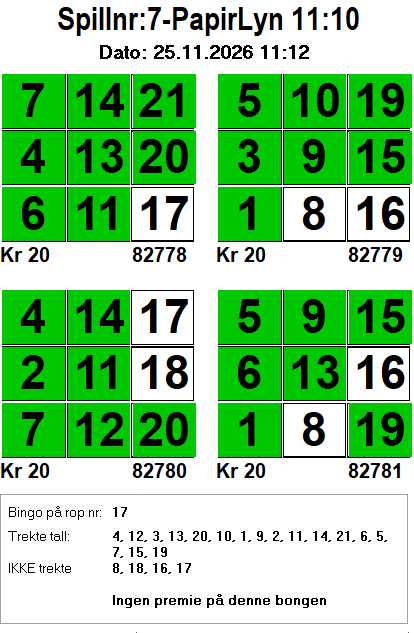 Spillnr:7-PapirLyn 11:10
Dato: 25.11.2026 11:12
7 14 21
4 13 20
6 11 17
Kr 20 82778
5 10 19
3 9 15
1 8 16
Kr 20 82779
4 14 17
2 11 18
7 12 20
Kr 20 82780
5 9 15
6 13 16
1 8 19
Kr 20 82781
Bingo på rop nr: 17
Trekte tall: 4, 12, 3, 13, 20, 10, 1, 9, 2, 11, 14, 21, 6, 5,
7, 15, 19
IKKE trekte 8, 18, 16, 17
Ingen premie på denne bongen